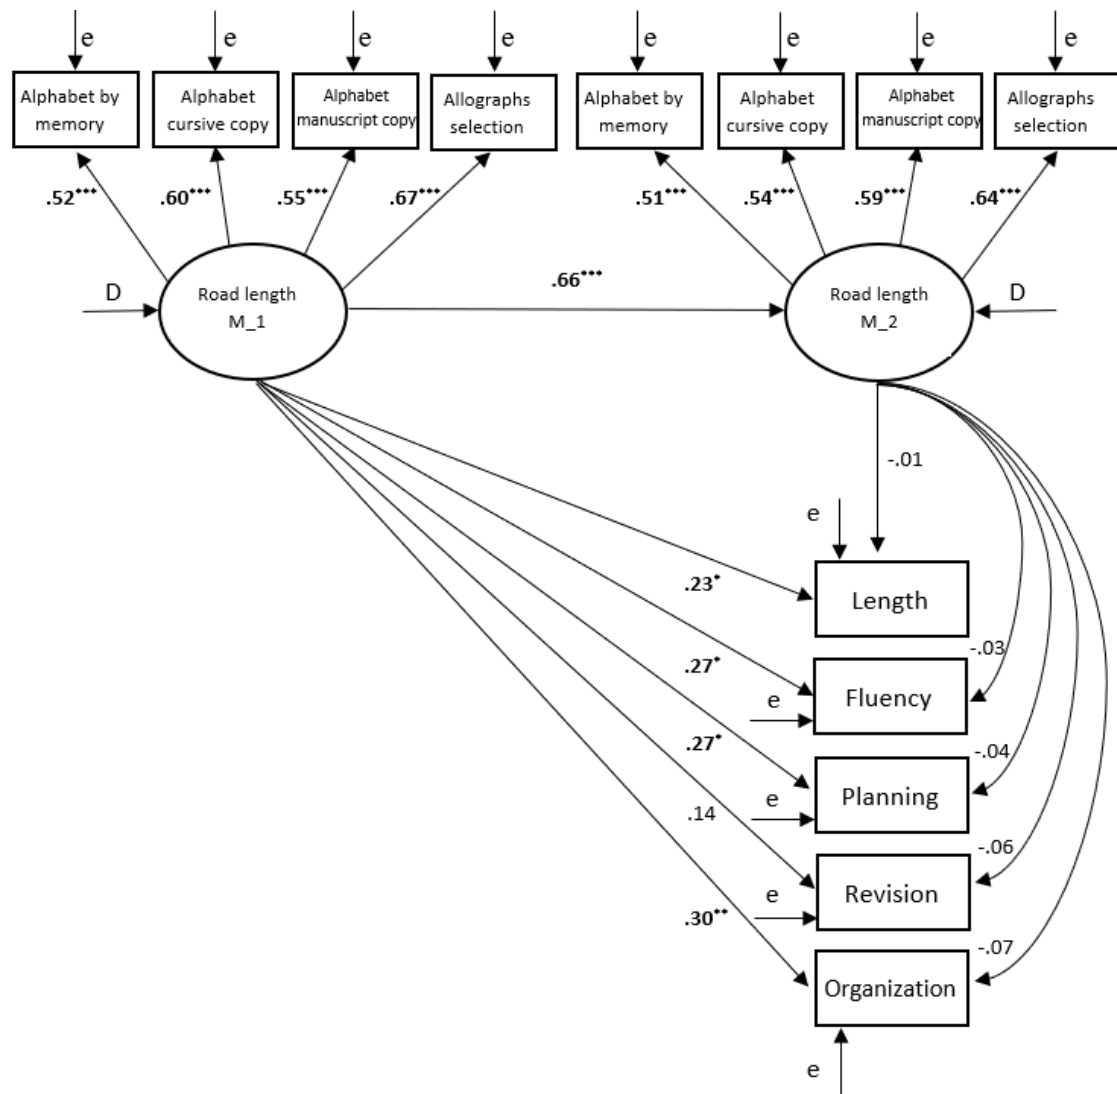 e e e e e e e e
Alphabet by
memory
Alphabet
cursive copy
Alphabet
manuscript copy
Allographs
selection
Alphabet by
memory
Alphabet
cursive copy
Alphabet
manuscript copy
Allographs
selection
.52*** .60*** .55*** .67*** .51*** .54*** .59*** .64***
D
Road length
M_1
.66***
Road length
M_2
D
-.01
e
.23*
Length
-.03
.27*
e
Fluency
-.04
.27*
e
Planning
-.06
.14
e
Revision
-.07
.30**
Organization
e